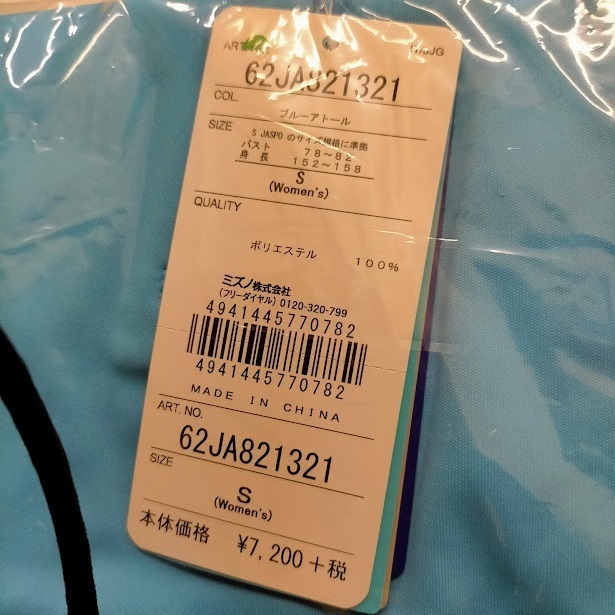 62JA821321
COL.
ブルーアトール
SIZE
S JASPO のサイズ規格に準拠
バスト 78~82
身長 152~158
S
(Women's)
QUALITY
ポリエステル 100%
ミズノ株式会社
(フリーダイヤル) 0120-320-799
4941445770782
4941445770782
MADE IN CHINA
ART. NO.
62JA821321
SIZE
S
(Women's)
本体価格 ¥7,200+税